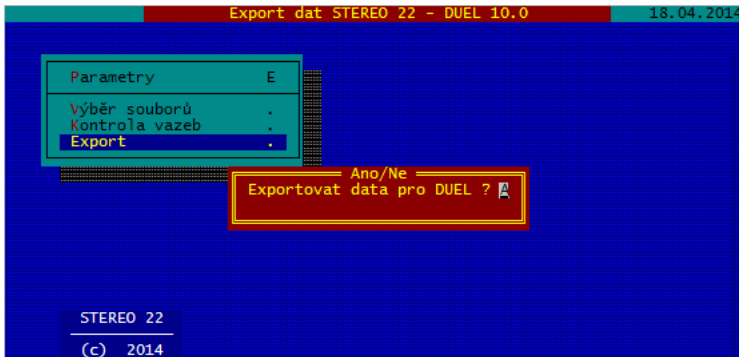 Export dat STEREO 22 - DUEL 10.0 18.04.2014
Parametry E
Výběr souborů .
Kontrola vazeb .
Export .
Ano/Ne
Exportovat data pro DUEL ? A
STEREO 22
(c) 2014